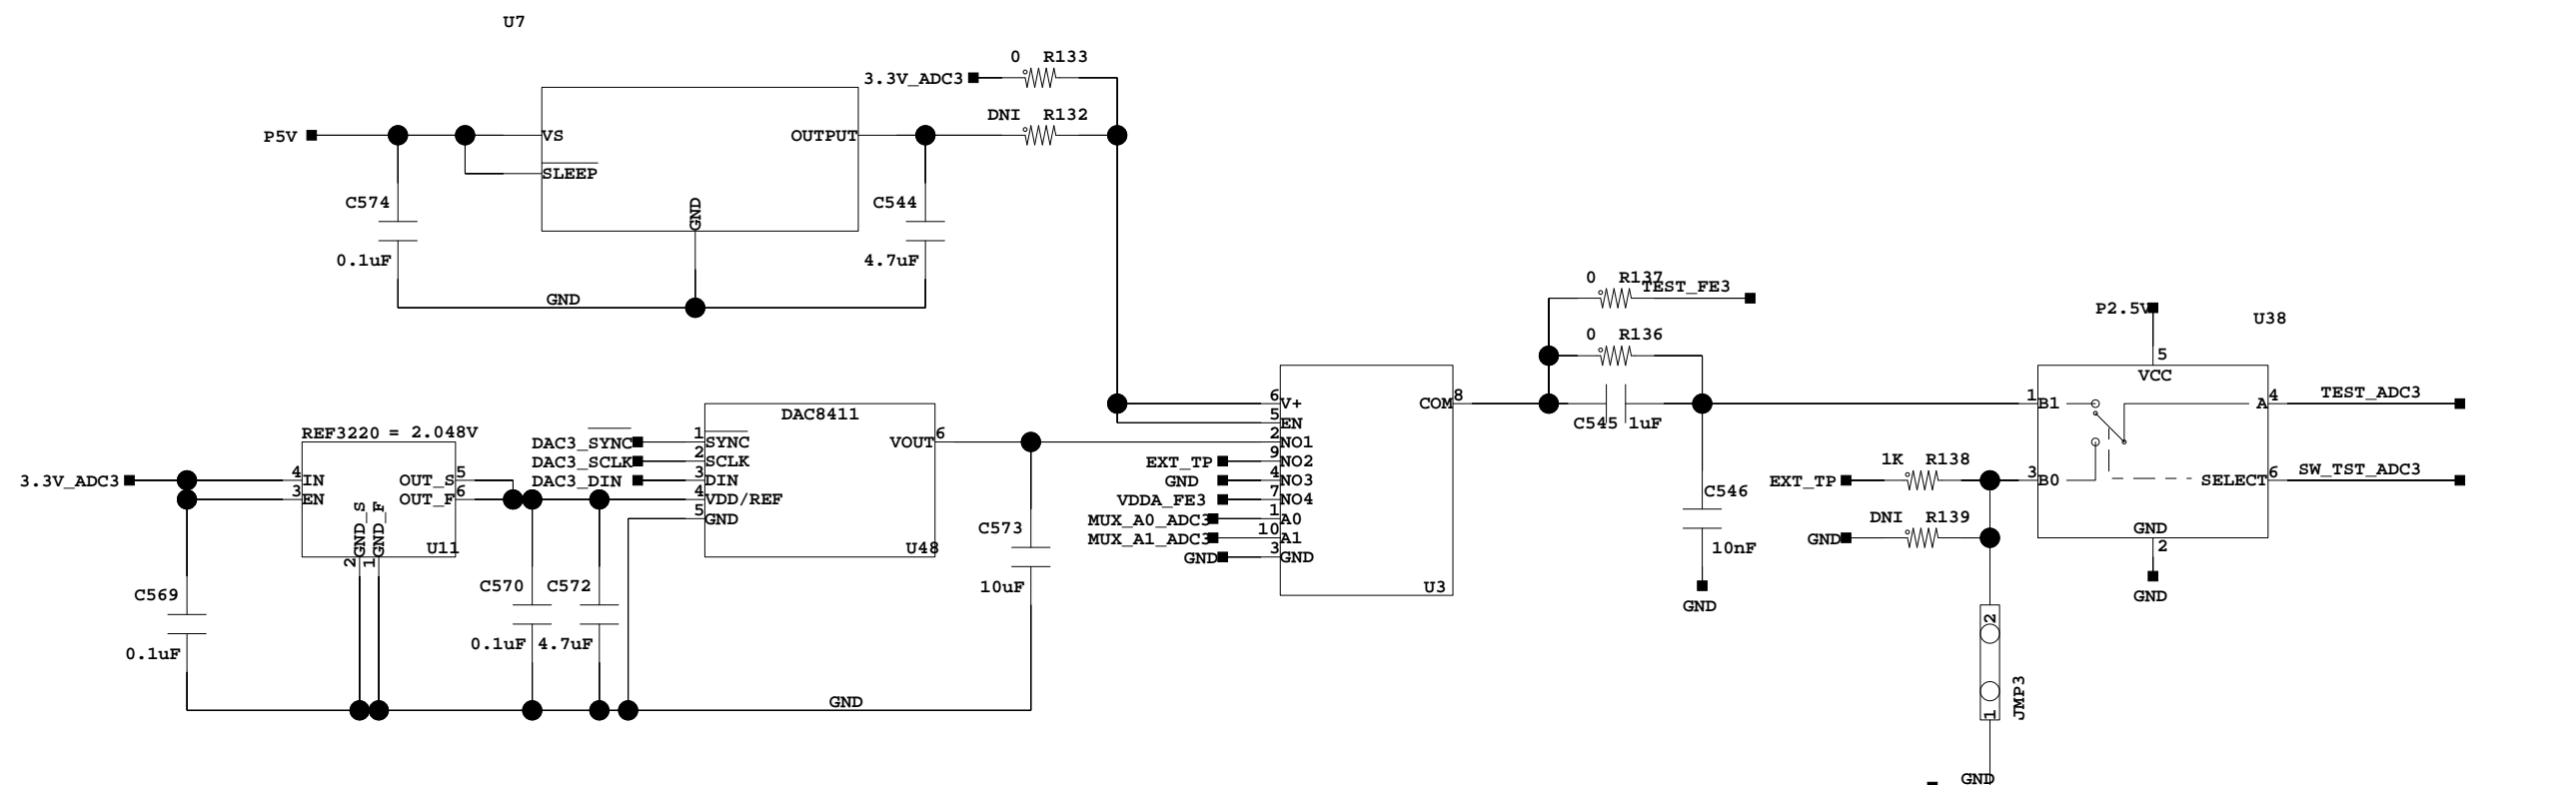 U7
0 R133
3.3V_ADC3
DNI R132
P5V
VS
OUTPUT
SLEEP
GND
C574
0.1uF
C544
4.7uF
GND
0 R137
TEST_FE3
0 R136
C545 1uF
P2.5V
U38
5
VCC
1
B1
A
4
TEST_ADC3
3
B0
SELECT
6
SW_TST_ADC3
GND
2
GND
1K R138
EXT_TP
DNI R139
GND
C546
10nF
GND
2
1
JMP3
GND
REF3220 = 2.048V
3.3V_ADC3
4
IN
3
EN
OUT_S
5
OUT_F
6
GND_S
GND_F
2
1
U11
C569
0.1uF
C570
0.1uF
C572
4.7uF
DAC8411
DAC3_SYNC
1
SYNC
DAC3_SCLK
2
SCLK
DAC3_DIN
3
DIN
4
VDD/REF
5
GND
VOUT
6
U48
C573
10uF
GND
6
V+
5
EN
2
NO1
EXT_TP
9
NO2
GND
4
NO3
VDDA_FE3
7
NO4
MUX_A0_ADC3
1
A0
MUX_A1_ADC3
10
A1
GND
3
GND
COM
8
U3